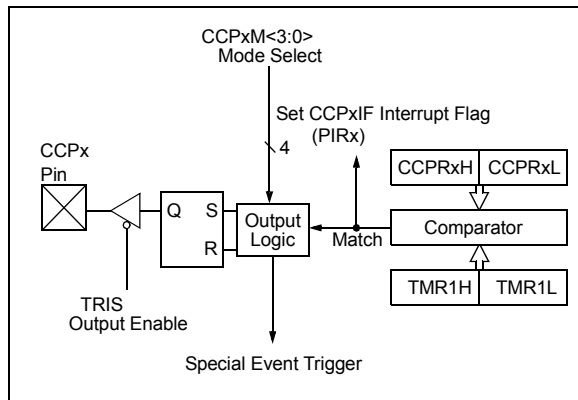 CCPxM<3:0>
Mode Select
Set CCPxIF Interrupt Flag
(PIRx)
4
CCPx
Pin
CCPRxH CCPRxL
Q S
R
Output
Logic
Match
Comparator
TRIS
Output Enable
TMR1H TMR1L
Special Event Trigger